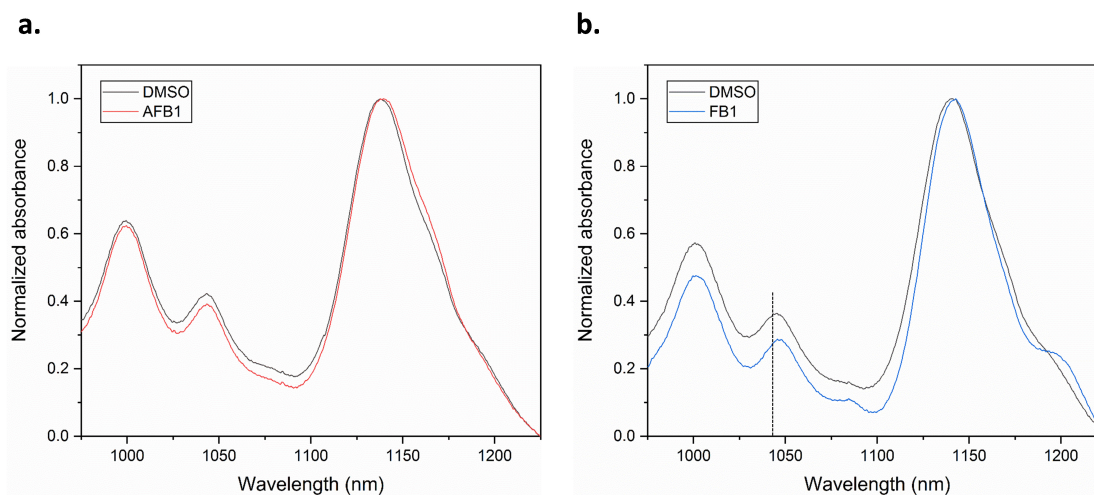 a.
DMSO
AFB1
Normalized absorbance
1.0
0.8
0.6
0.4
0.2
0.0
1000
1050
1100
1150
1200
Wavelength (nm)
b.
DMSO
FB1
Normalized absorbance
1.0
0.8
0.6
0.4
0.2
0.0
1000
1050
1100
1150
1200
Wavelength (nm)